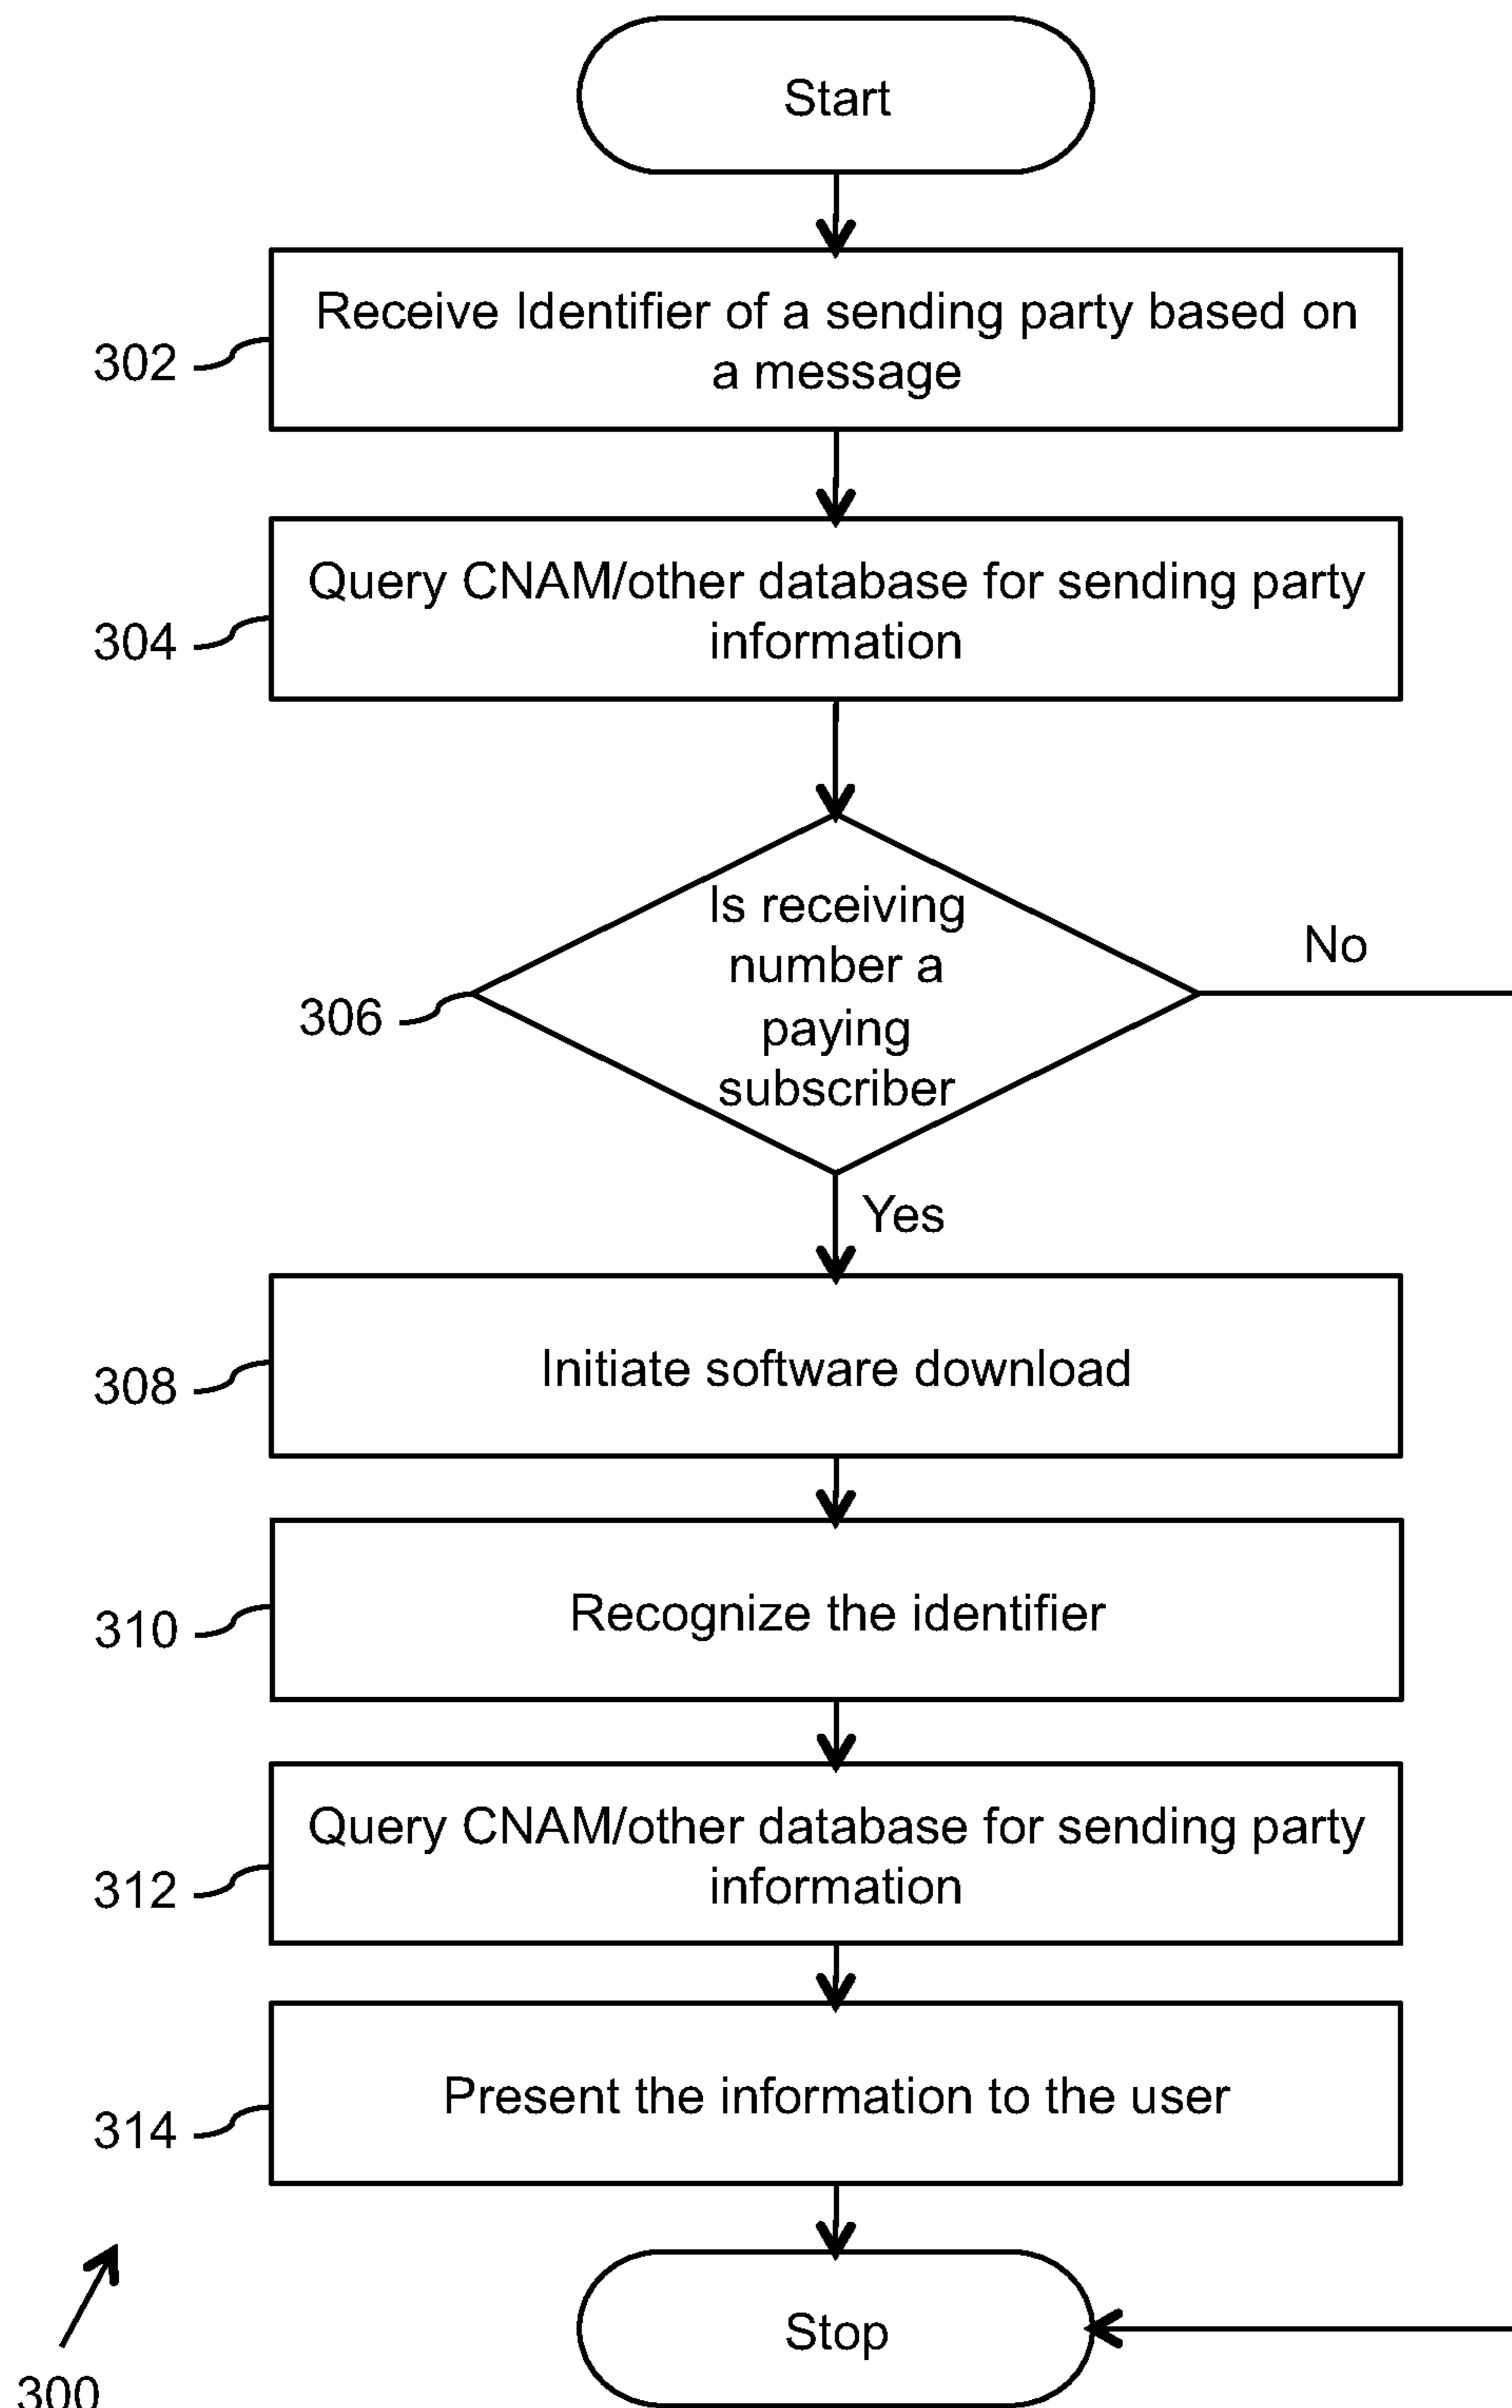 Start
Receive Identifier of a sending party based on
a message
302
Query CNAM/other database for sending party
information
304
Is receiving
number a
paying
subscriber
306
No
Yes
Initiate software download
308
Recognize the identifier
310
Query CNAM/other database for sending party
information
312
Present the information to the user
314
Stop
300